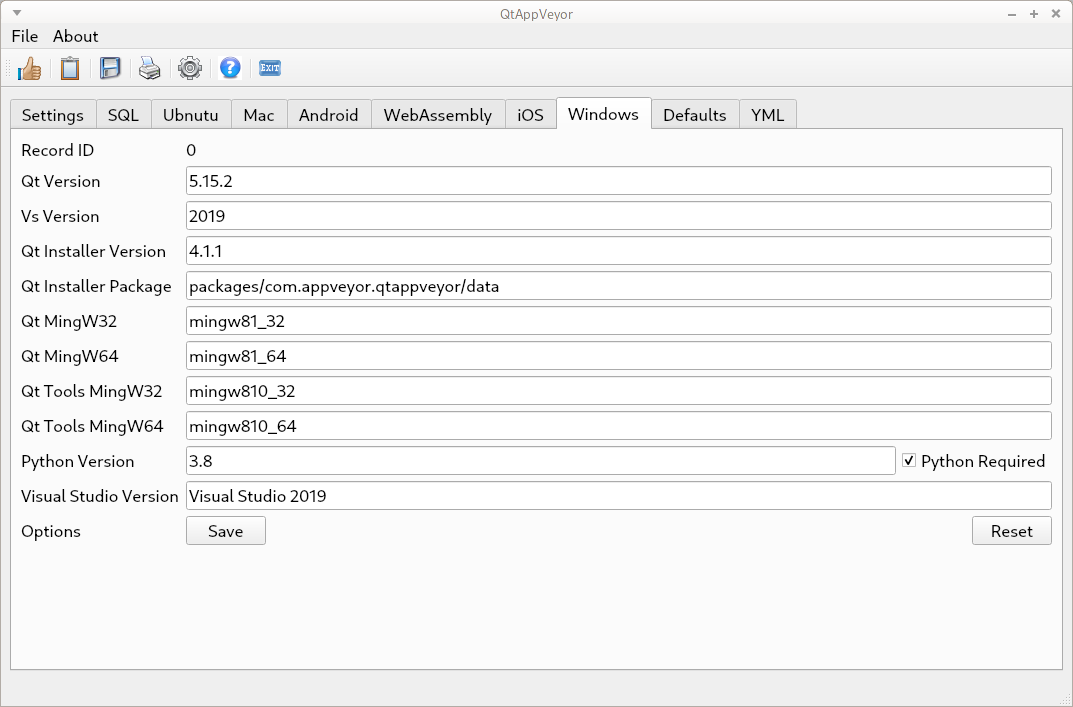 QtAppVeyor
File About
EXIT
Settings SQL Ubnutu Mac Android WebAssembly iOS Windows Defaults YML
Record ID 0
Qt Version 5.15.2
Vs Version 2019
Qt Installer Version 4.1.1
Qt Installer Package packages/com.appveyor.qtappveyor/data
Qt MingW32 mingw81_32
Qt MingW64 mingw81_64
Qt Tools MingW32 mingw810_32
Qt Tools MingW64 mingw810_64
Python Version 3.8 Python Required
Visual Studio Version Visual Studio 2019
Options Save Reset